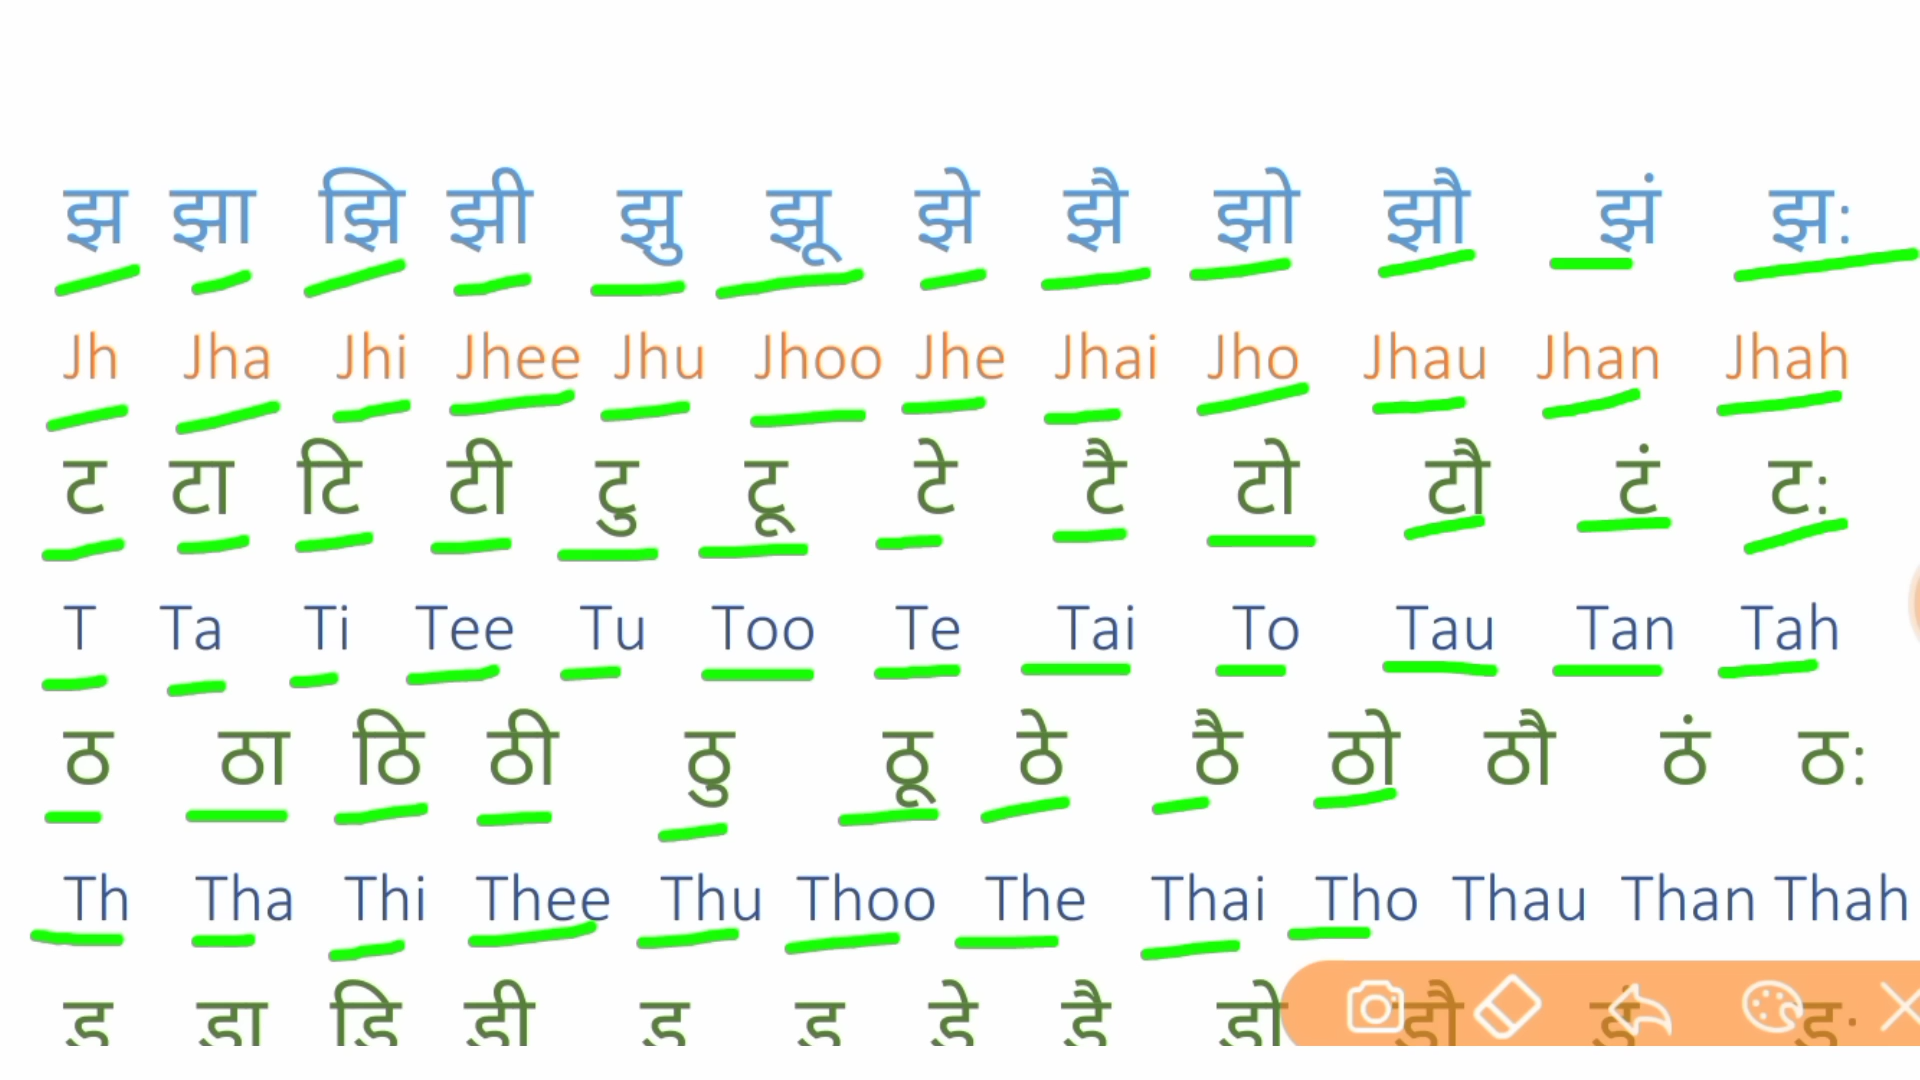 झ झा झि झी झु झू झे झै झो झौ झं झः
Jh Jha Jhi Jhee Jhu Jhoo Jhe Jhai Jho Jhau Jhan Jhah
ट टा टि टी टु टू टे टै टो टौ टं टः
T Ta Ti Tee Tu Too Te Tai To Tau Tan Tah
ठ ठा ठि ठी ठु ठू ठे ठै ठो ठौ ठं ठः
Th Tha Thi Thee Thu Thoo The Thai Tho Thau Than Thah
ड डा डि डी डे डै डो डौ डं डः